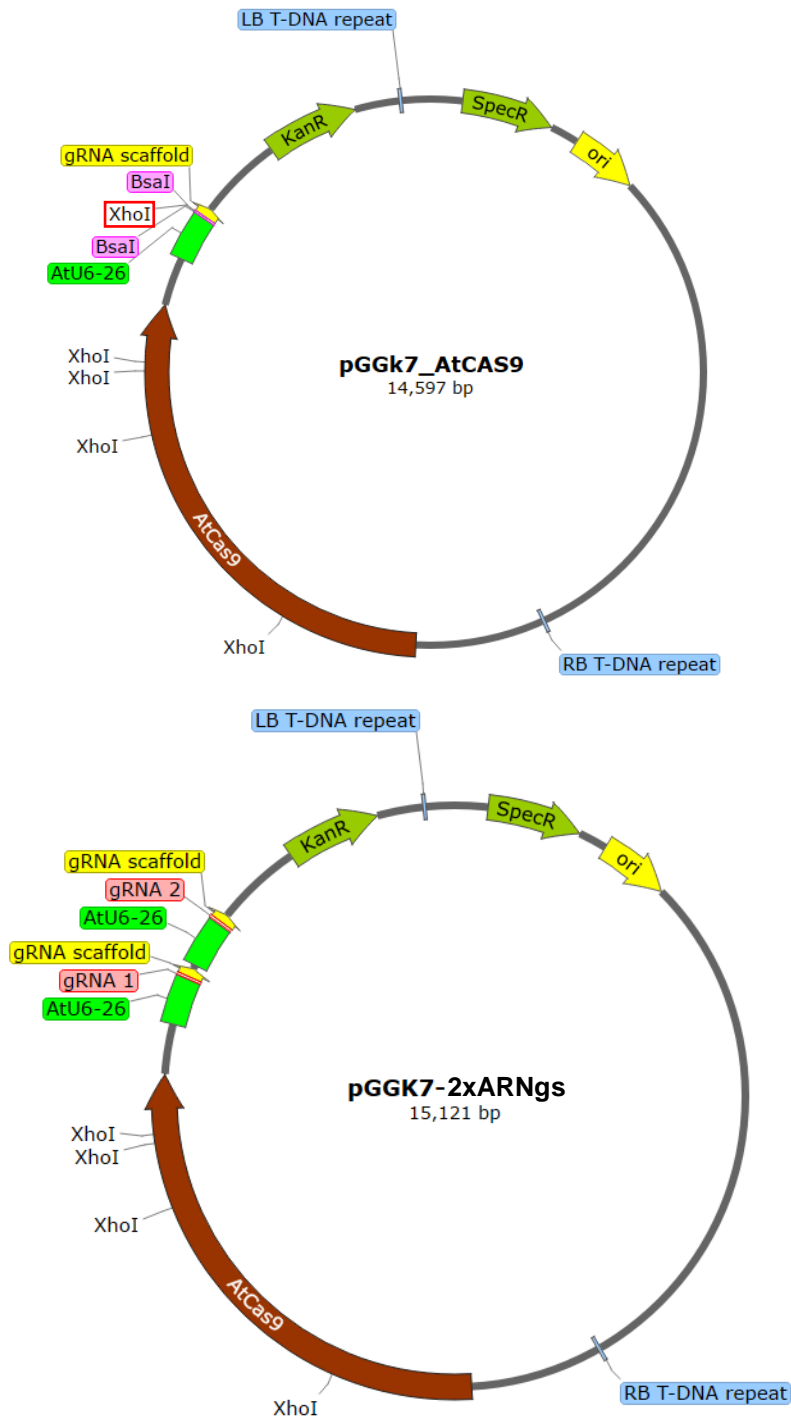 LB T-DNA repeat
SpecR
KanR
ori
gRNA scaffold
BsaI
XhoI
BsaI
AtU6-26
XhoI
XhoI
XhoI
pGGk7_AtCAS9
14,597 bp
AtCas9
XhoI
RB T-DNA repeat
LB T-DNA repeat
SpecR
KanR
ori
gRNA scaffold
gRNA 2
AtU6-26
gRNA scaffold
gRNA 1
AtU6-26
pGGK7-2xARNgs
15,121 bp
XhoI
XhoI
XhoI
AtCas9
XhoI
RB T-DNA repeat